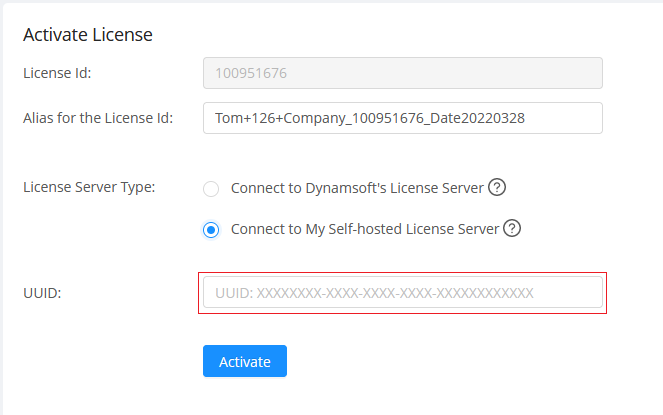 Activate License
License Id: 100951676
Alias for the License Id: Tom+126+Company_100951676_Date20220328
License Server Type: Connect to Dynamsoft's License Server ?
Connect to My Self-hosted License Server ?
UUID: UUID: XXXXXXXX-XXXX-XXXX-XXXX-XXXXXXXXXXXX
Activate